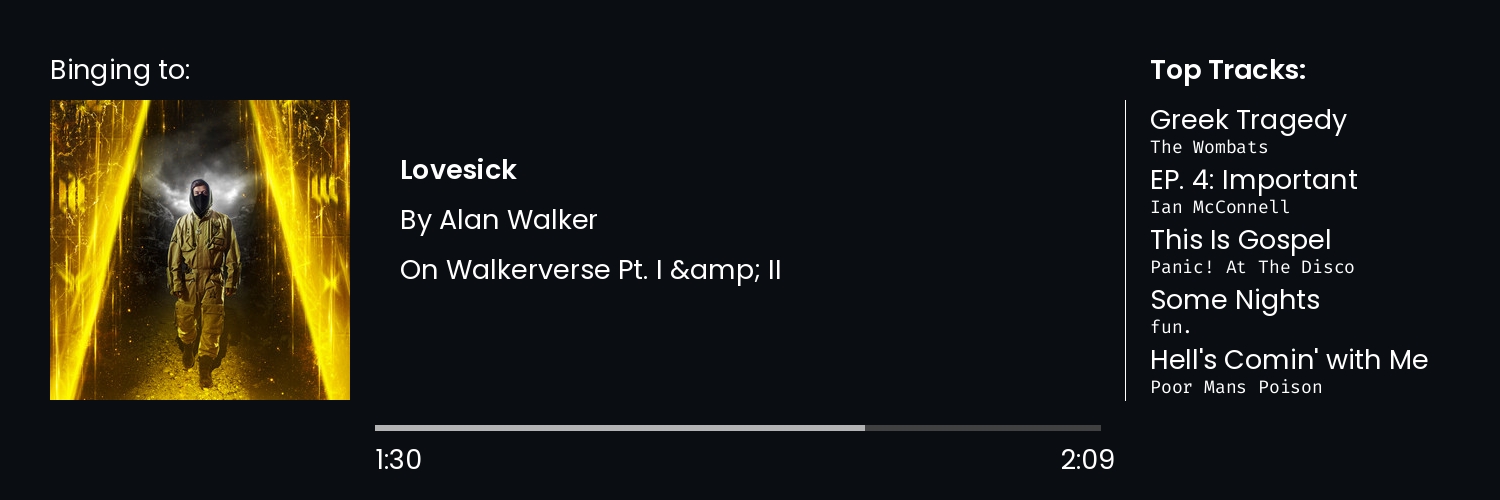 Binging to:
Lovesick
By Alan Walker
On Walkerverse Pt. I &amp; II
1:30
2:09
Top Tracks:
Greek Tragedy
The Wombats
EP. 4: Important
Ian McConnell
This Is Gospel
Panic! At The Disco
Some Nights
fun.
Hell's Comin' with Me
Poor Mans Poison